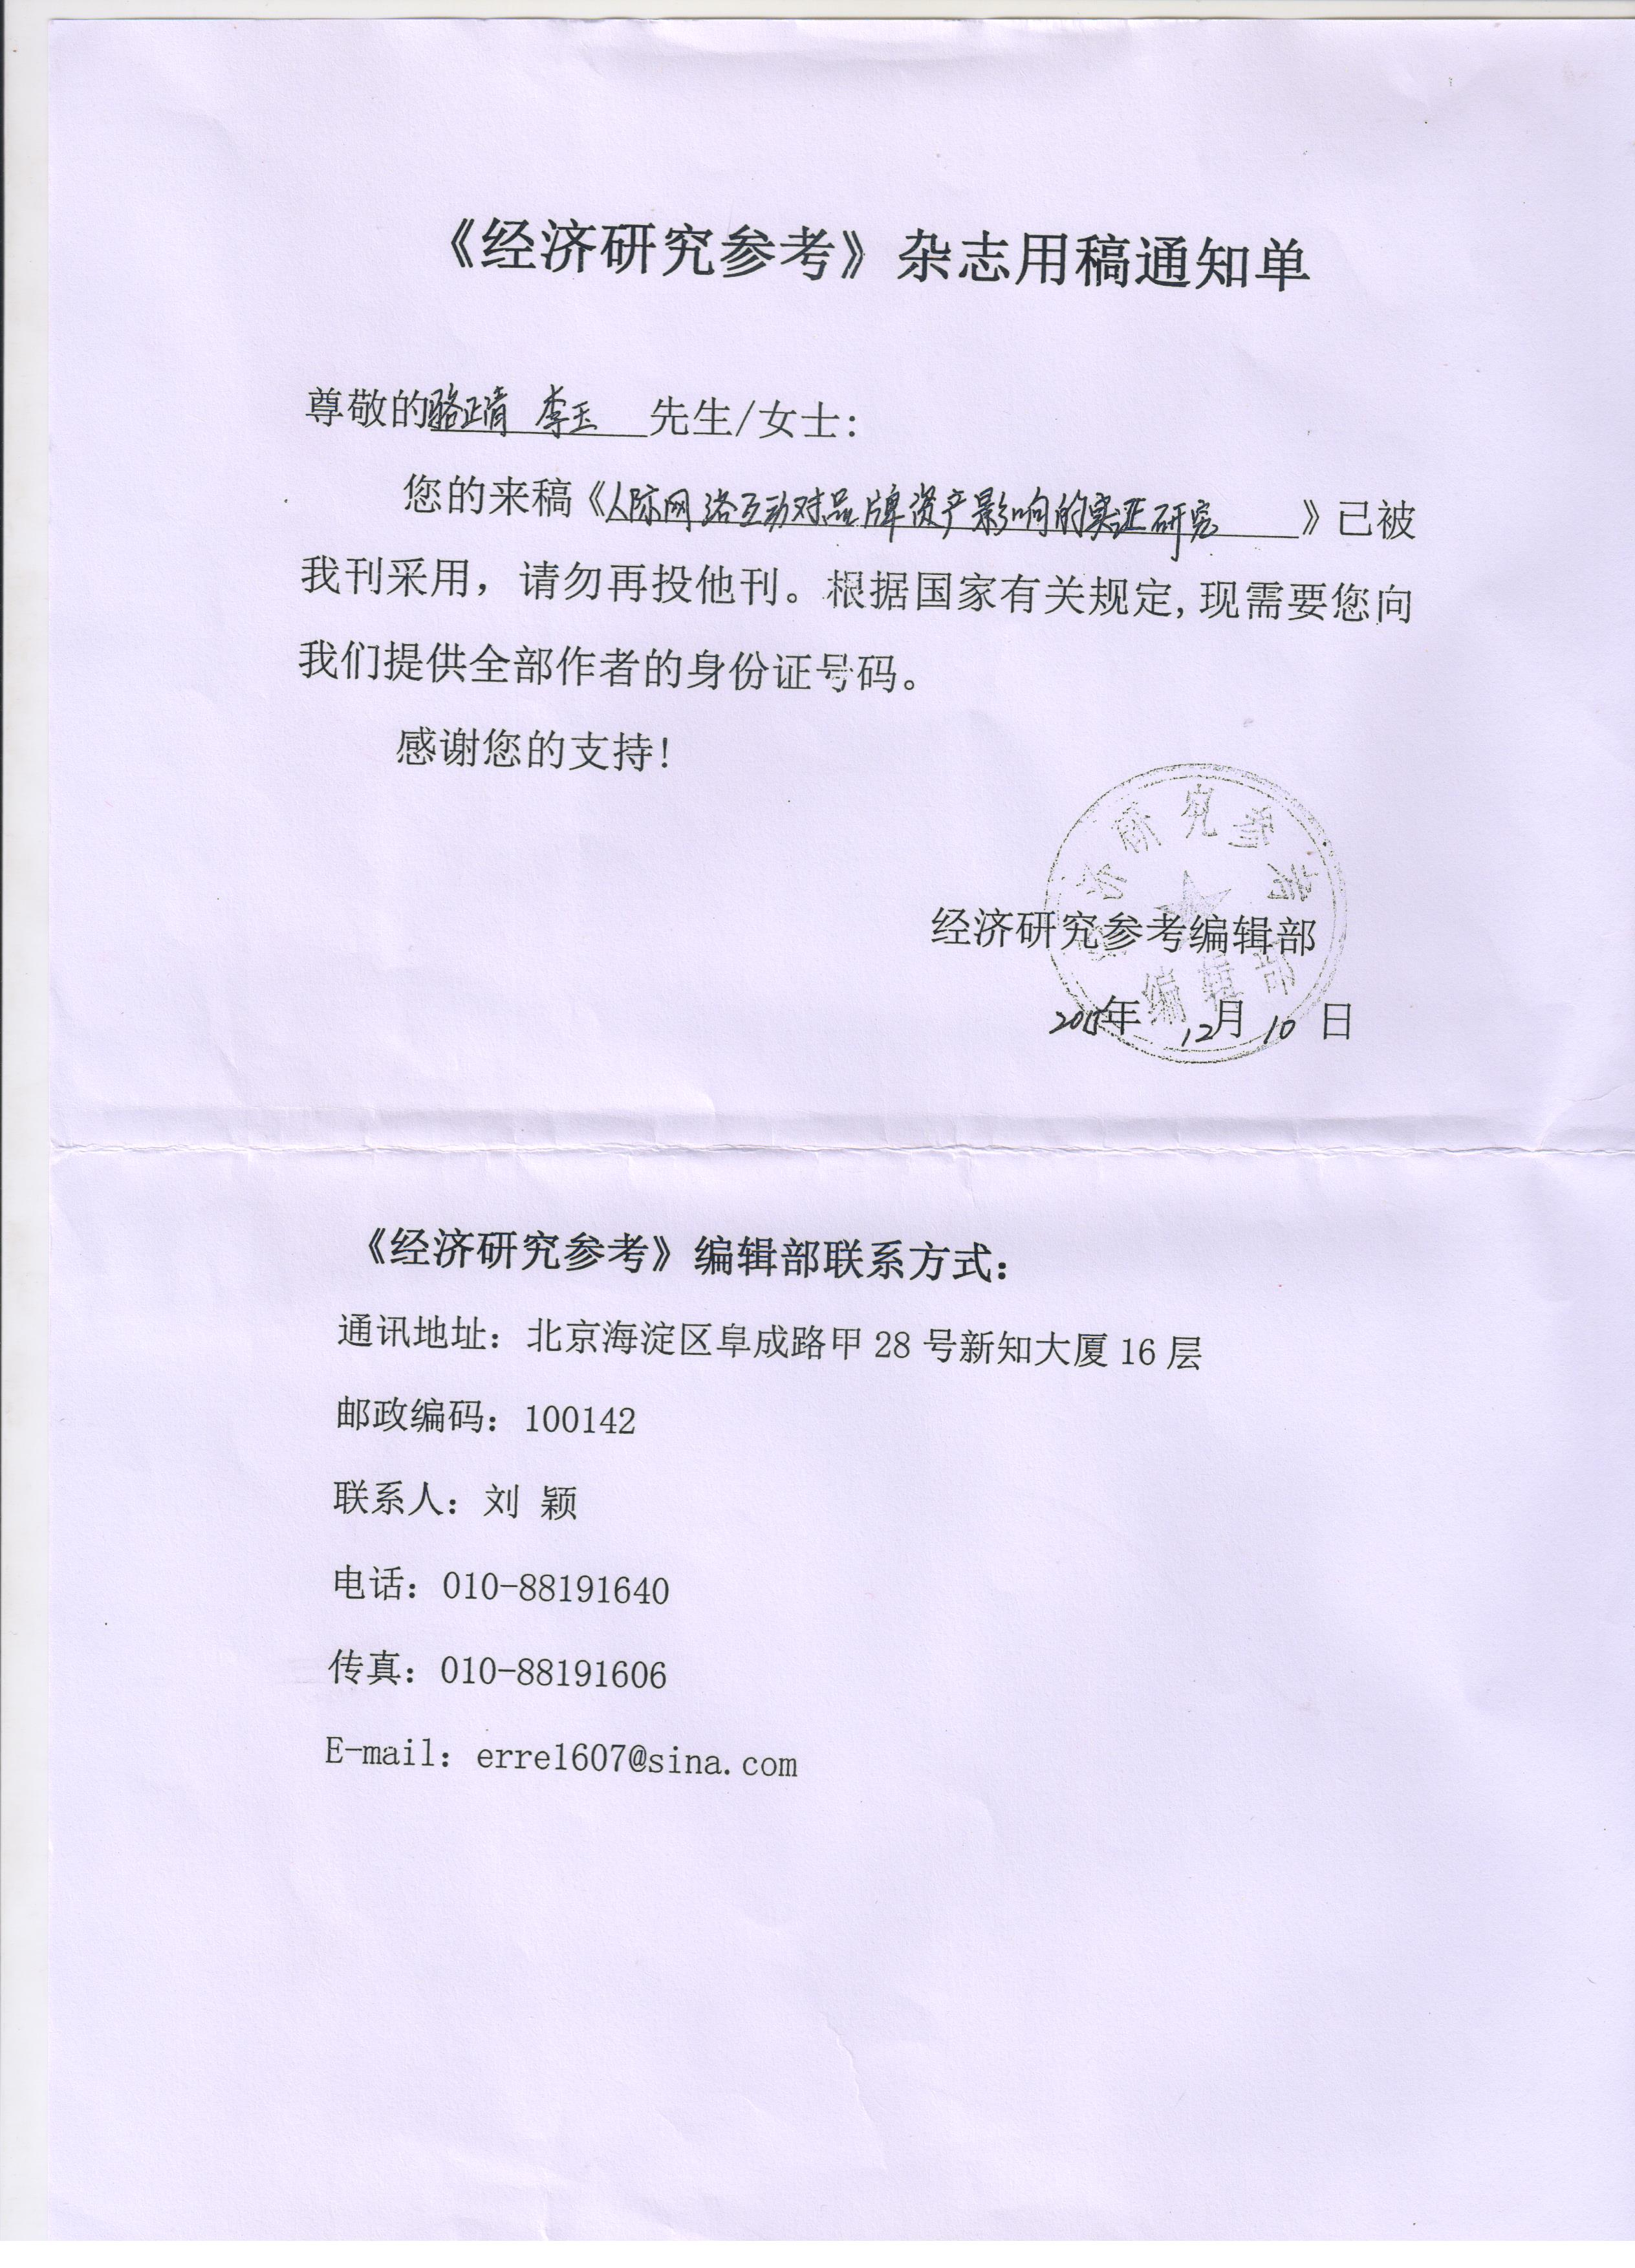 《经济研究参考》杂志用稿通知单
尊敬的骆正清 李玉 先生/女士：
您的来稿《人际网络互动对品牌资产影响的实证研究》已被
我刊采用，请勿再投他刊。根据国家有关规定,现需要您向
我们提供全部作者的身份证号码。
感谢您的支持！
济研究参考
经济研究参考编辑部
编辑部
年 12月 10 日
《经济研究参考》编辑部联系方式：
通讯地址：北京海淀区阜成路甲28号新知大厦16层
邮政编码：100142
联系人：刘 颖
电话：010-88191640
传真：010-88191606
E-mail：erre1607@sina.com